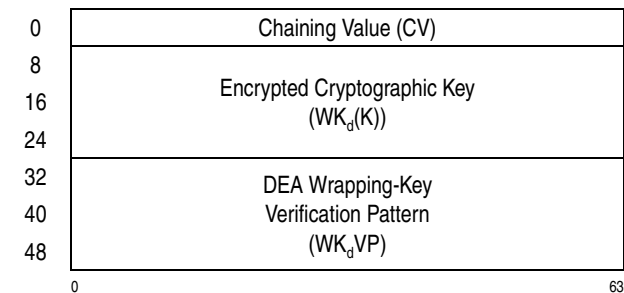 0 Chaining Value (CV)
8
16 Encrypted Cryptographic Key
(WKd(K))
24
32 DEA Wrapping-Key
40 Verification Pattern
48 (WKdVP)
0 63